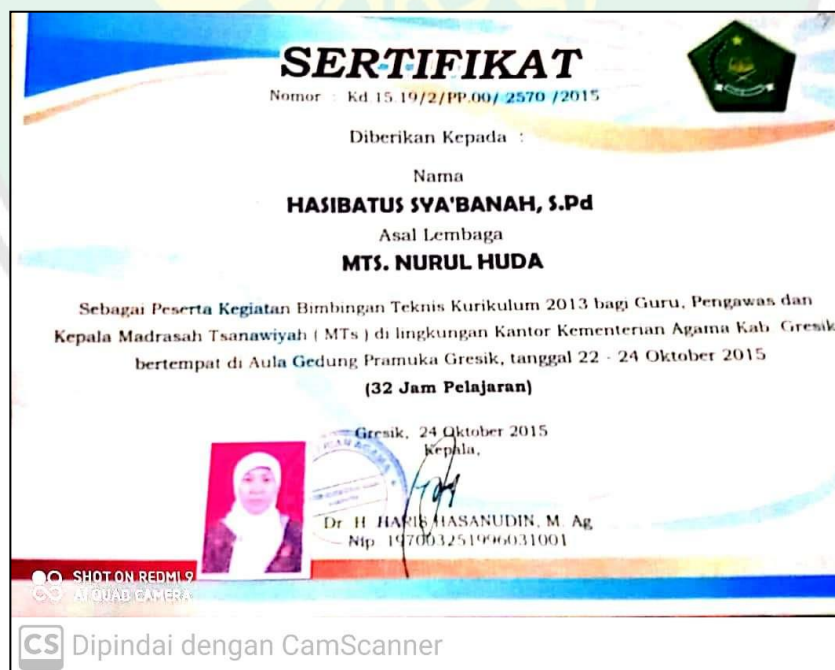 SERTIFIKAT
Nomor : Kd.15.19/2/PP.00/ 2570 /2015
Diberikan Kepada :
Nama
HASIBATUS SYA'BANAH, S.Pd
Asal Lembaga
MTS. NURUL HUDA
Sebagai Peserta Kegiatan Bimbingan Teknis Kurikulum 2013 bagi Guru, Pengawas dan
Kepala Madrasah Tsanawiyah ( MTs ) di lingkungan Kantor Kementerian Agama Kab. Gresik
bertempat di Aula Gedung Pramuka Gresik, tanggal 22 - 24 Oktober 2015
(32 Jam Pelajaran)
Gresik, 24 Oktober 2015
Kepala,
Dr. H. HARIS HASANUDIN, M. Ag
Nip. 197003251996031001
SHOT ON REDMI 9
AI QUAD CAMERA
CS Dipindai dengan CamScanner